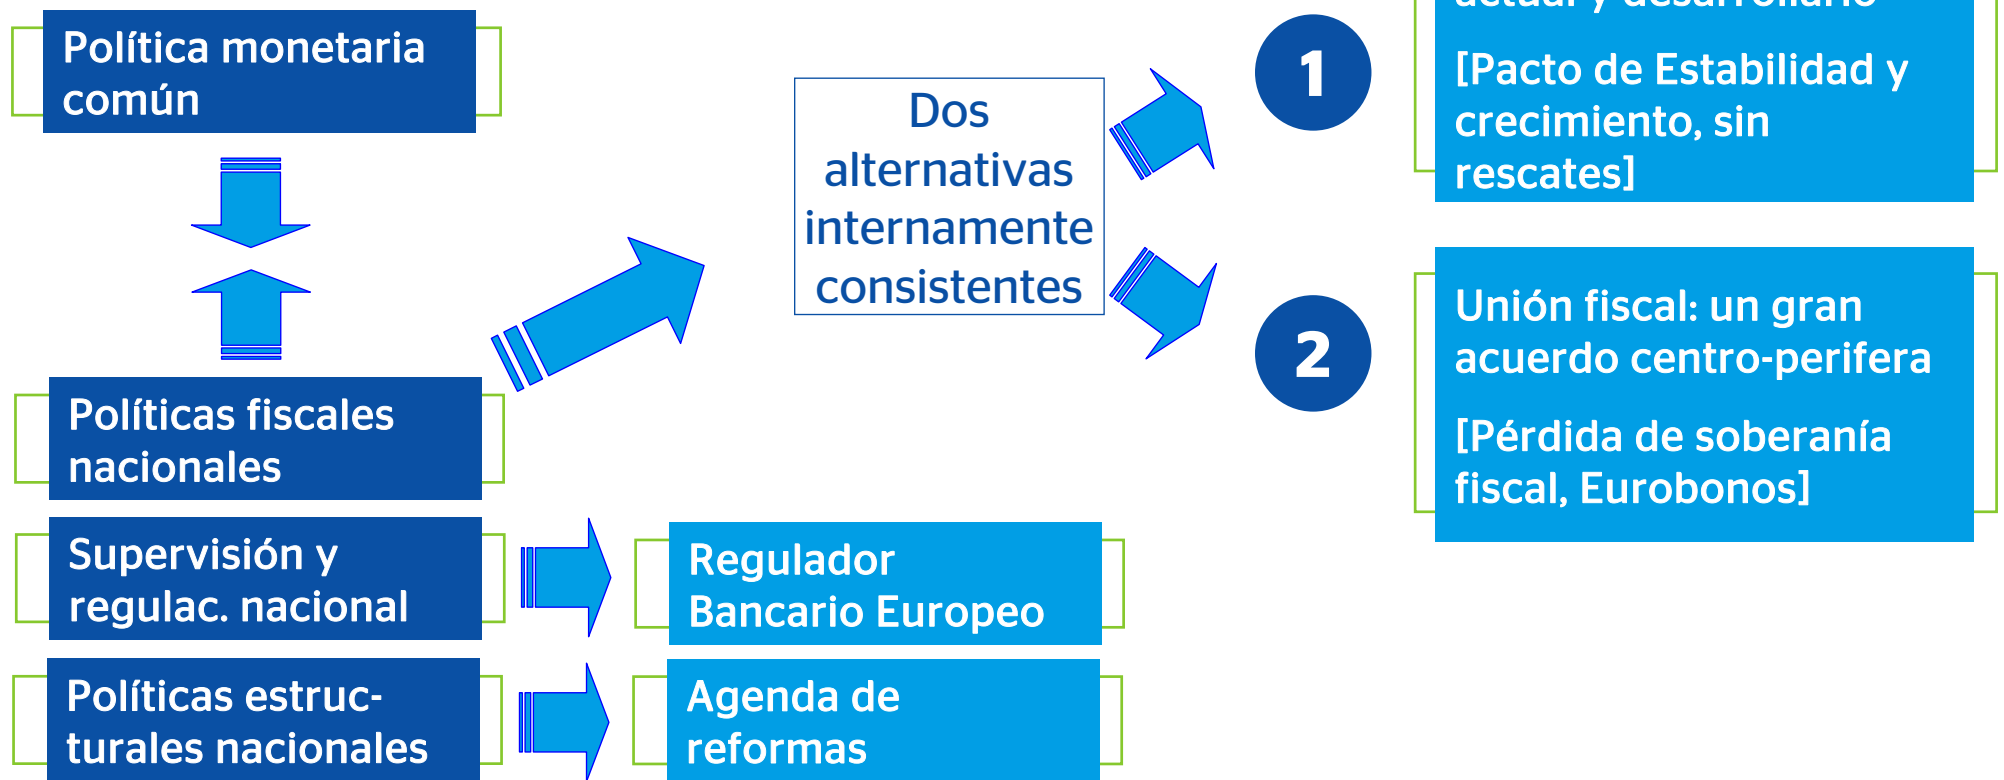 Política monetaria
común
Políticas fiscales
nacionales
Supervisión y
regulac. nacional
Políticas estruc-
turales nacionales
Regulador
Bancario Europeo
Agenda de
reformas
Dos
alternativas
internamente
consistentes
1
actual y desarrollarlo
[Pacto de Estabilidad y
crecimiento, sin
rescates]
2
Unión fiscal: un gran
acuerdo centro-perifera
[Pérdida de soberanía
fiscal, Eurobonos]